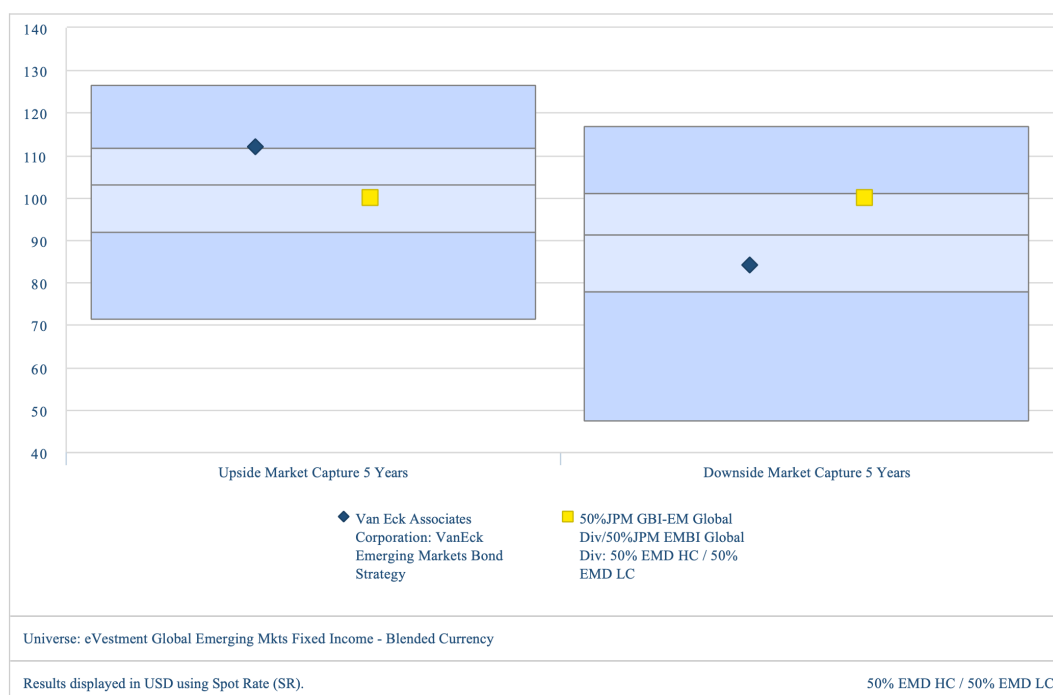 140
130
120
110
100
90
80
70
60
50
40
Upside Market Capture 5 Years
Downside Market Capture 5 Years
Van Eck Associates
Corporation: VanEck
Emerging Markets Bond
Strategy
50%JPM GBI-EM Global
Div/50%JPM EMBI Global
Div: 50% EMD HC / 50%
EMD LC
Universe: eVestment Global Emerging Mkts Fixed Income - Blended Currency
Results displayed in USD using Spot Rate (SR).
50% EMD HC / 50% EMD LC